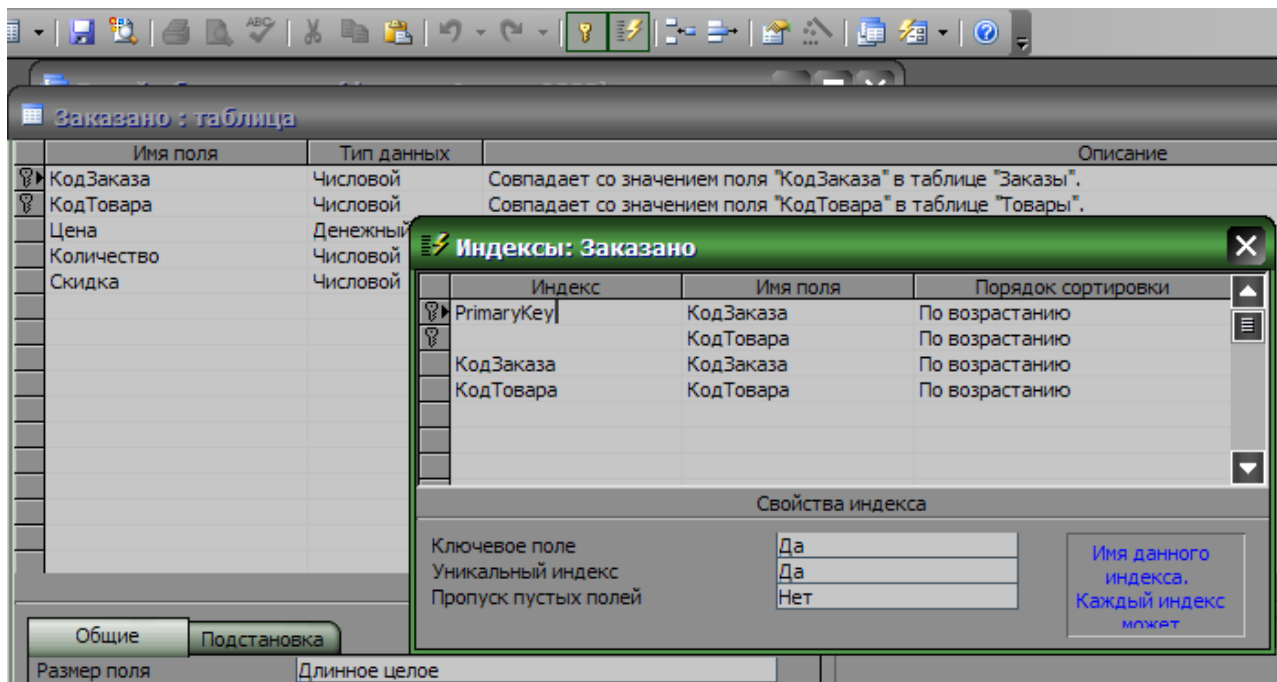 ABC
Заказано : таблица
Имя поля Тип данных Описание
КодЗаказа Числовой Совпадает со значением поля "КодЗаказа" в таблице "Заказы".
КодТовара Числовой Совпадает со значением поля "КодТовара" в таблице "Товары".
Цена Денежный
Количество Числовой
Скидка Числовой
Индексы: Заказано
Индекс Имя поля Порядок сортировки
PrimaryKey КодЗаказа По возрастанию
КодТовара По возрастанию
КодЗаказа КодЗаказа По возрастанию
КодТовара КодТовара По возрастанию
Свойства индекса
Ключевое поле Да
Уникальный индекс Да
Пропуск пустых полей Нет
Имя данного
индекса.
Каждый индекс
может
Общие Подстановка
Размер поля Длинное целое